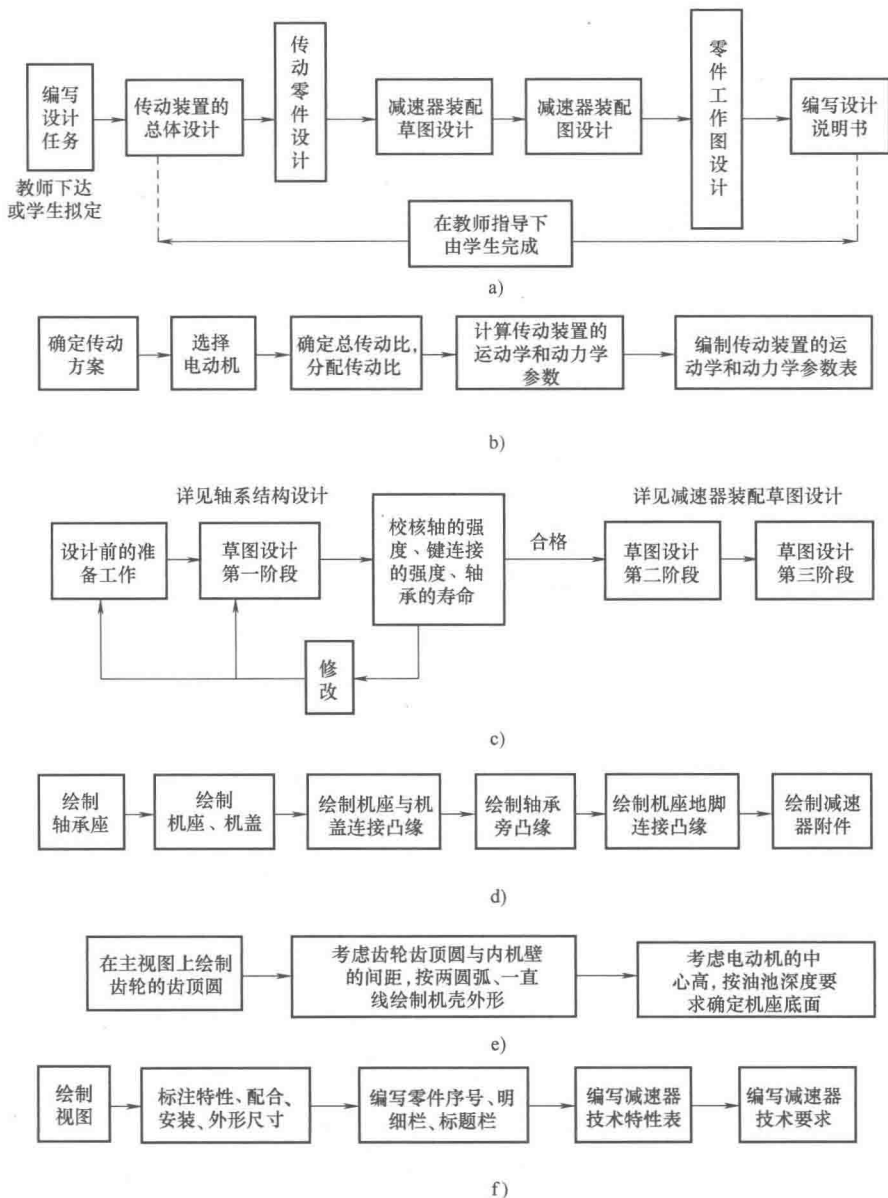 编写
设计
任务
教师下达
或学生拟定
传动装置的
总体设计
传
动
零
件
设
计
减速器装配
草图设计
减速器装配
图设计
零
件
工
作
图
设
计
编写设计
说明书
在教师指导下
由学生完成
a)
确定传动
方案
选择
电动机
确定总传动比，
分配传动比
计算传动装置的
运动学和动力学
参数
编制传动装置的运
动学和动力学参数表
b)
详见轴系结构设计
设计前的准
备工作
草图设计
第一阶段
校核轴的强
度、键连接
的强度、轴
承的寿命
合格
详见减速器装配草图设计
草图设计
第二阶段
草图设计
第三阶段
修
改
c)
绘制
轴承座
绘制
机座、机盖
绘制机座与机
盖连接凸缘
绘制轴承
旁凸缘
绘制机座地脚
连接凸缘
绘制减速
器附件
d)
在主视图上绘制
齿轮的齿顶圆
考虑齿轮齿顶圆与内机壁
的间距，按两圆弧、一直
线绘制机壳外形
考虑电动机的中
心高，按油池深度要
求确定机座底面
e)
绘制
视图
标注特性、配合、
安装、外形尺寸
编写零件序号、明
细栏、标题栏
编写减速器
技术特性表
编写减速器
技术要求
f)